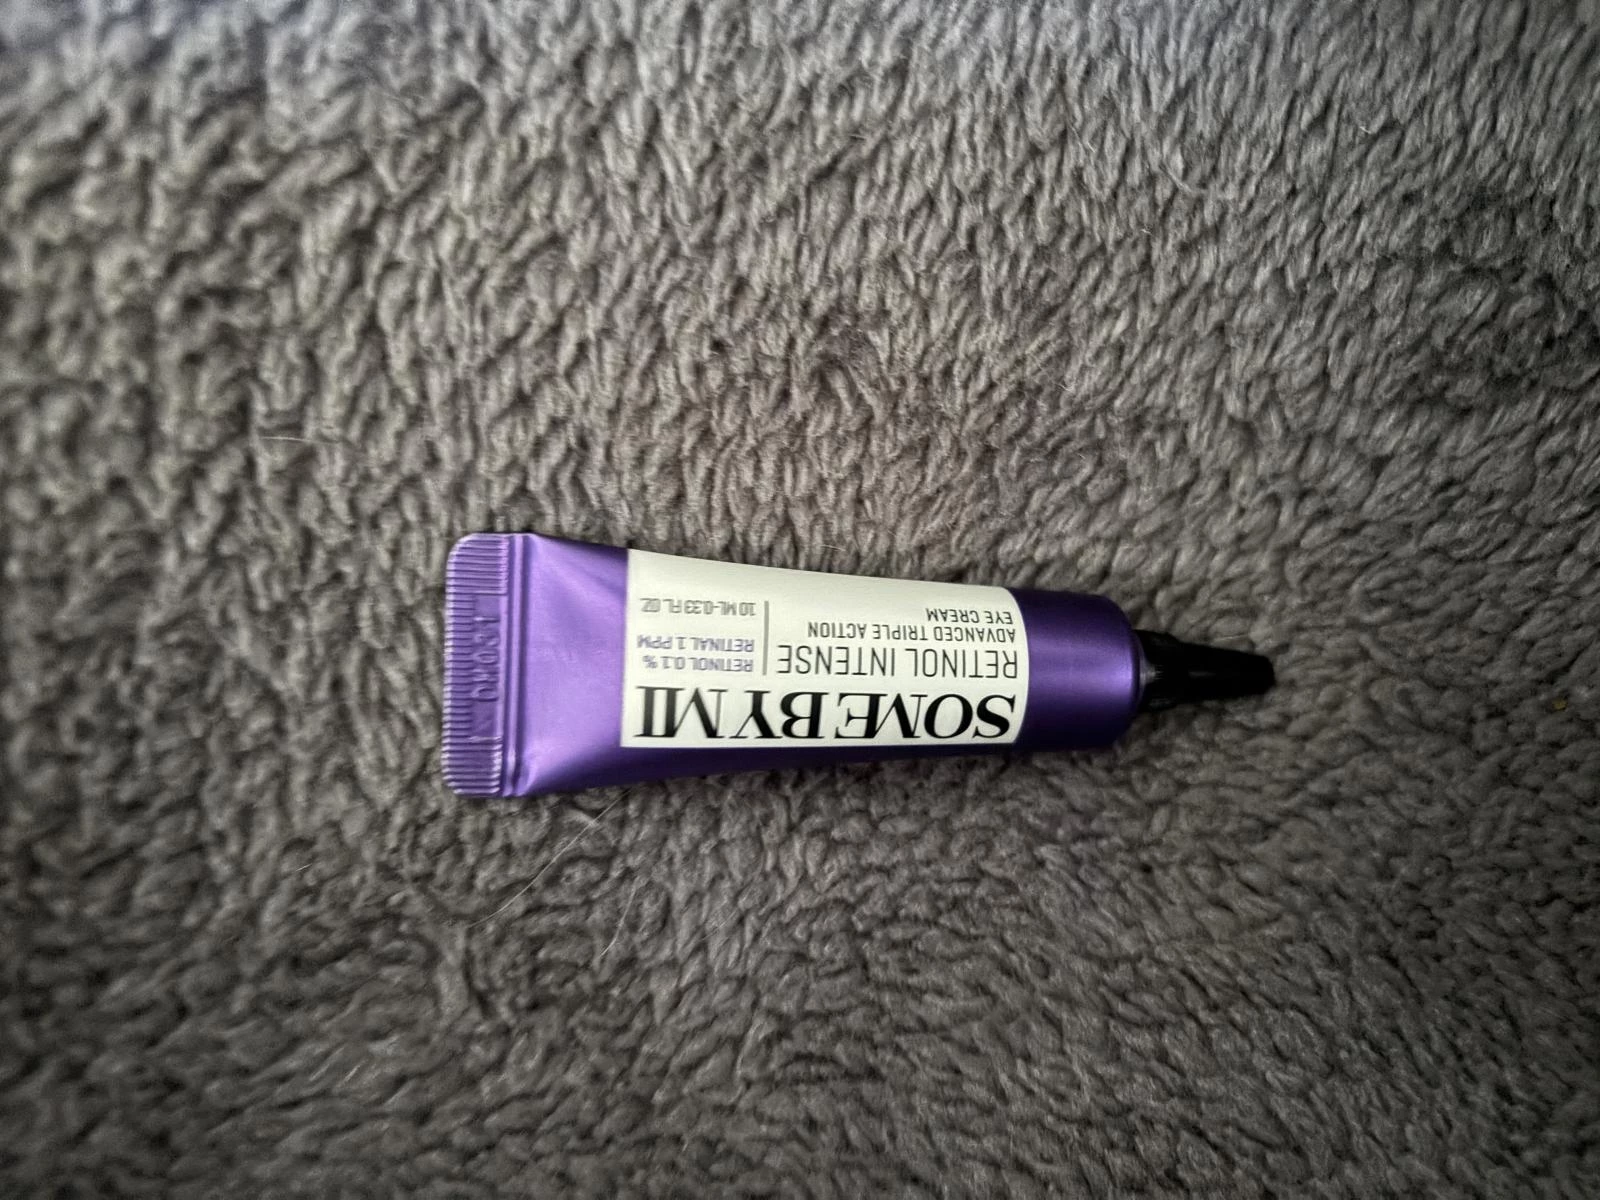 SOME BY MI
RETINOL INTENSE
ADVANCED TRIPLE ACTION
EYE CREAM
RETINOL 0.1%
RETINAL 1 PPM
10 ML·0.33 FL. OZ.